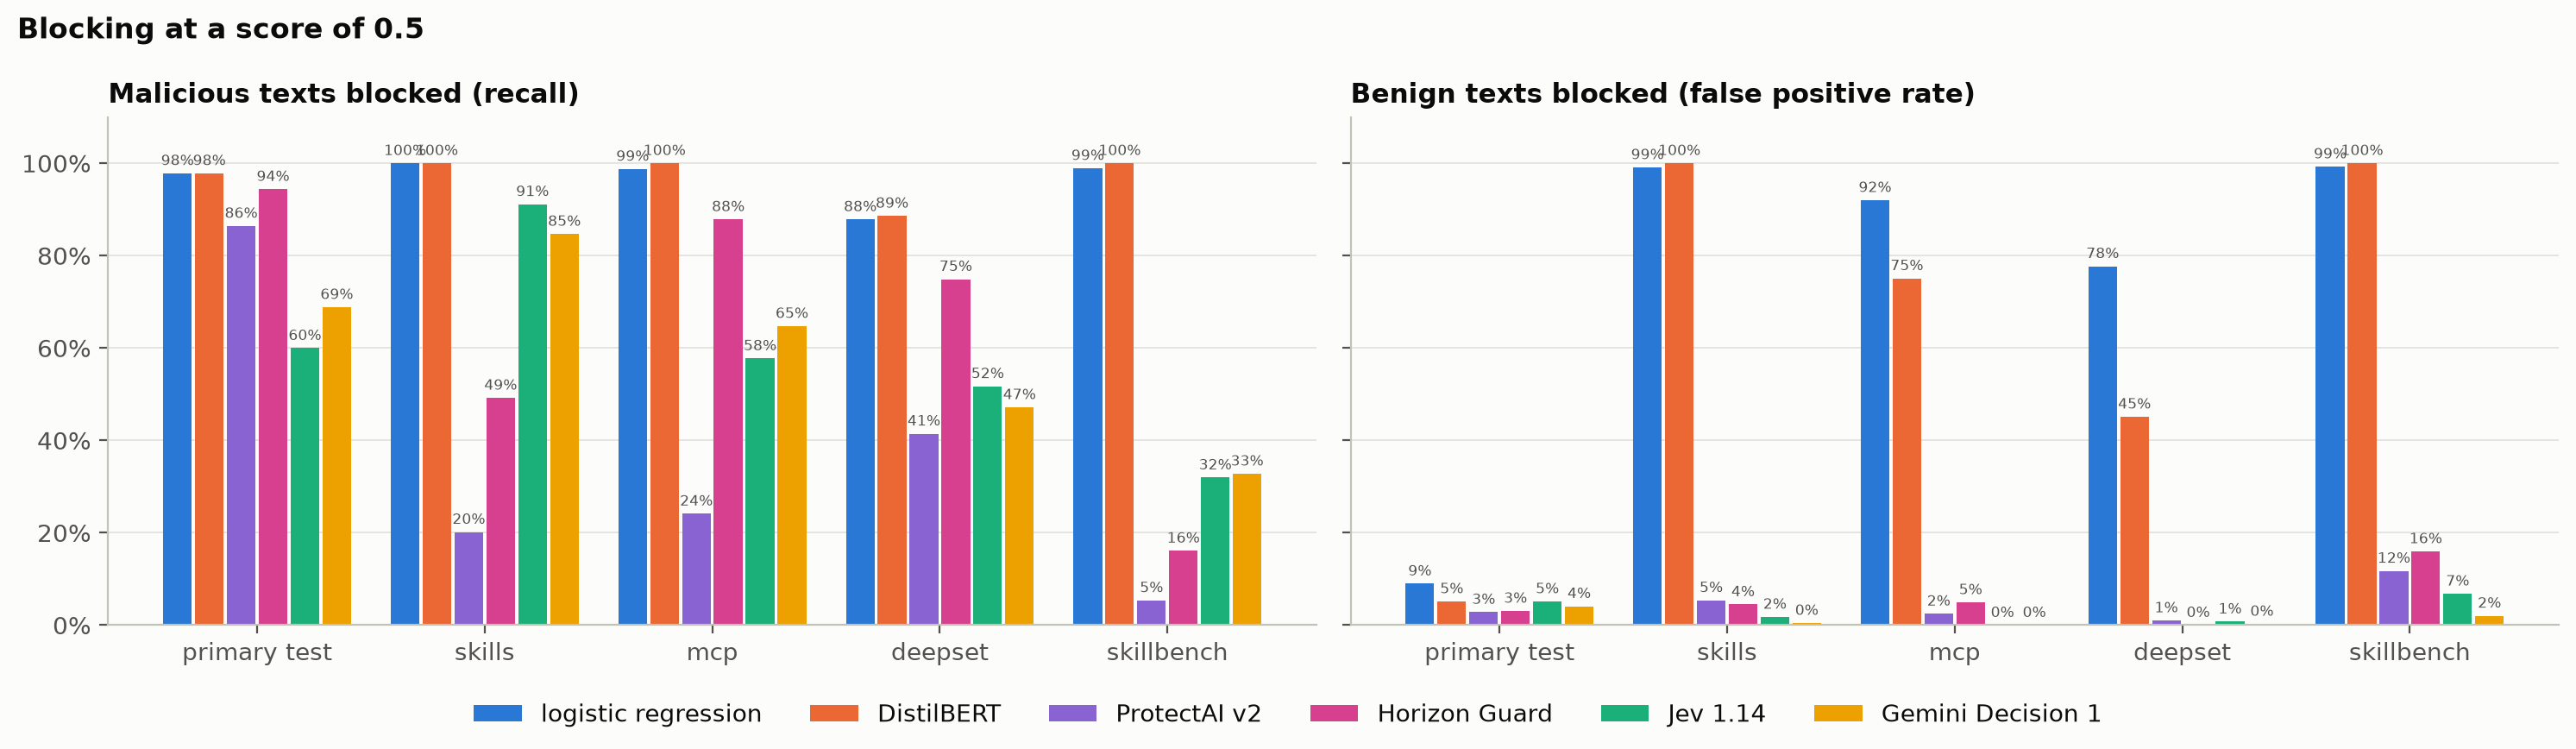 Blocking at a score of 0.5
Malicious texts blocked (recall)
100%
80%
60%
40%
20%
0%
98% 98% 86% 94% 60% 69%
100% 100% 20% 49% 91% 85%
99% 100% 24% 88% 58% 65%
88% 89% 41% 75% 52% 47%
99% 100% 5% 16% 32% 33%
primary test skills mcp deepset skillbench
Benign texts blocked (false positive rate)
9% 5% 3% 3% 5% 4%
99% 100% 5% 4% 2% 0%
92% 75% 2% 5% 0% 0%
78% 45% 1% 0% 1% 0%
99% 100% 12% 16% 7% 2%
primary test skills mcp deepset skillbench
logistic regression DistilBERT ProtectAI v2 Horizon Guard Jev 1.14 Gemini Decision 1